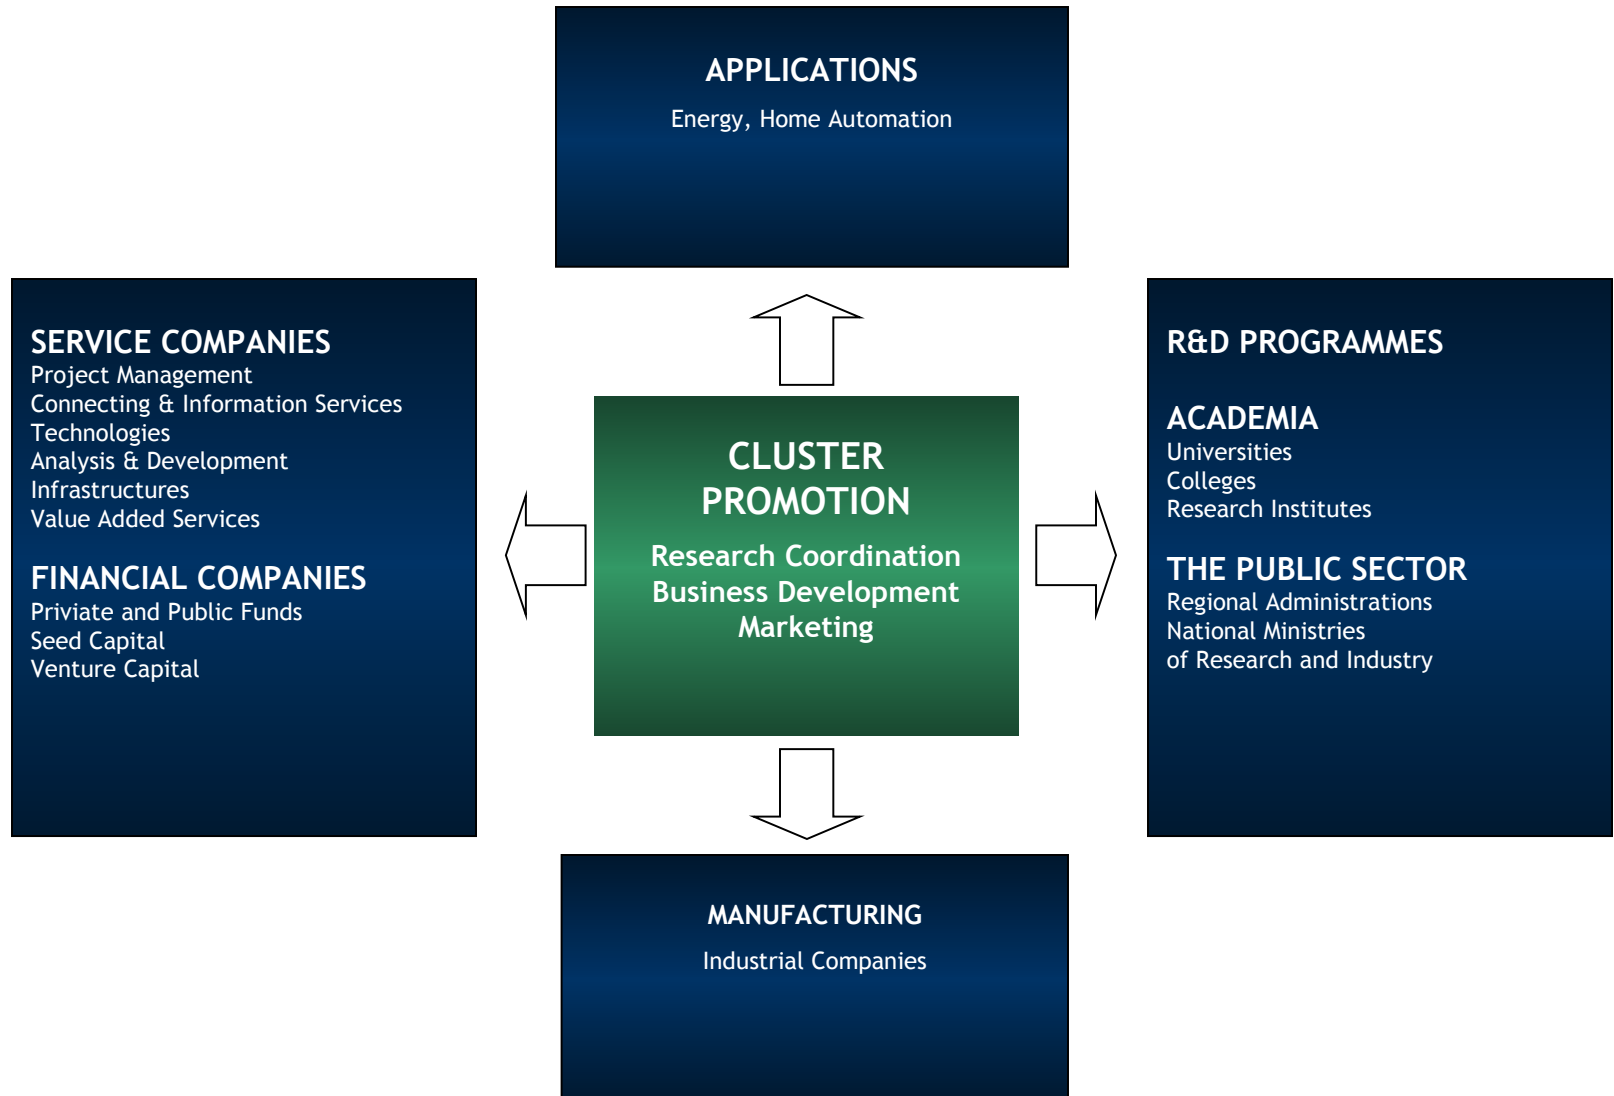 APPLICATIONS
Energy, Home Automation
SERVICE COMPANIES
Project Management
Connecting & Information Services
Technologies
Analysis & Development
Infrastructures
Value Added Services
FINANCIAL COMPANIES
Priviate and Public Funds
Seed Capital
Venture Capital
CLUSTER
PROMOTION
Research Coordination
Business Development
Marketing
R&D PROGRAMMES
ACADEMIA
Universities
Colleges
Research Institutes
THE PUBLIC SECTOR
Regional Administrations
National Ministries
of Research and Industry
MANUFACTURING
Industrial Companies